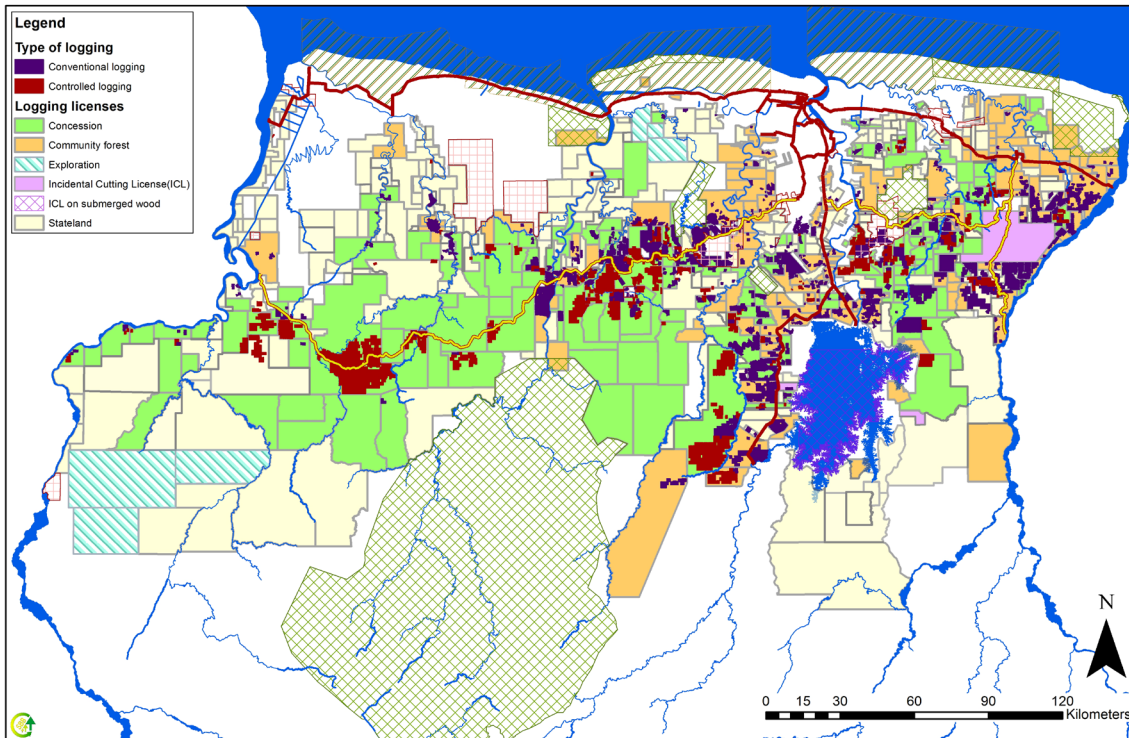 Legend
Type of logging
Conventional logging
Controlled logging
Logging licenses
Concession
Community forest
Exploration
Incidental Cutting License(ICL)
ICL on submerged wood
Stateland
N
0 15 30 60 90 120
Kilometers